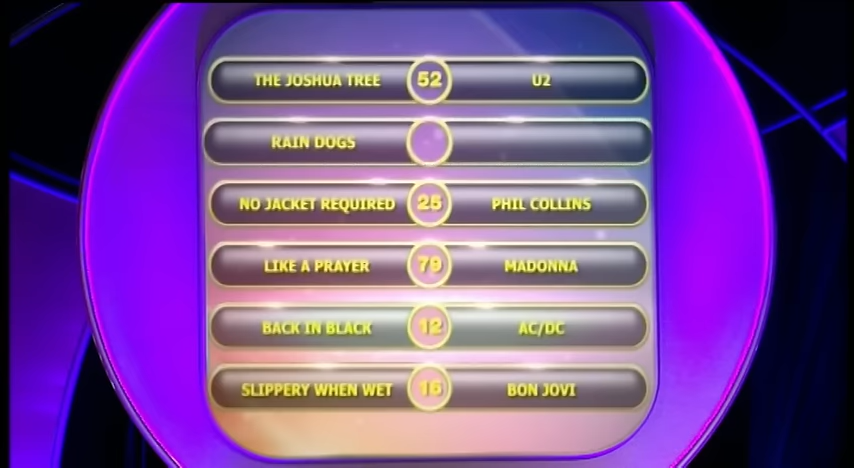 THE JOSHUA TREE 52 U2
RAIN DOGS
NO JACKET REQUIRED 25 PHIL COLLINS
LIKE A PRAYER 79 MADONNA
BACK IN BLACK 12 AC/DC
SLIPPERY WHEN WET 16 BON JOVI